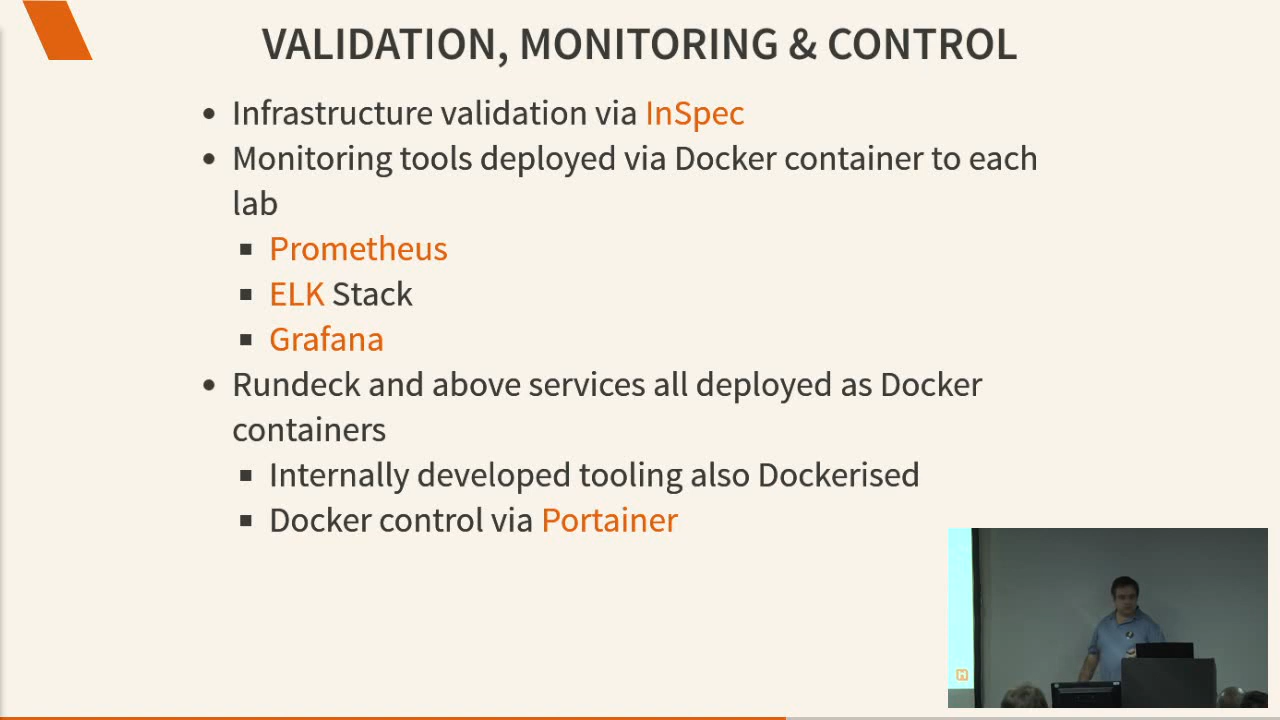 VALIDATION, MONITORING & CONTROL
Infrastructure validation via InSpec
Monitoring tools deployed via Docker container to each
lab
Prometheus
ELK Stack
Grafana
Rundeck and above services all deployed as Docker
containers
Internally developed tooling also Dockerised
Docker control via Portainer